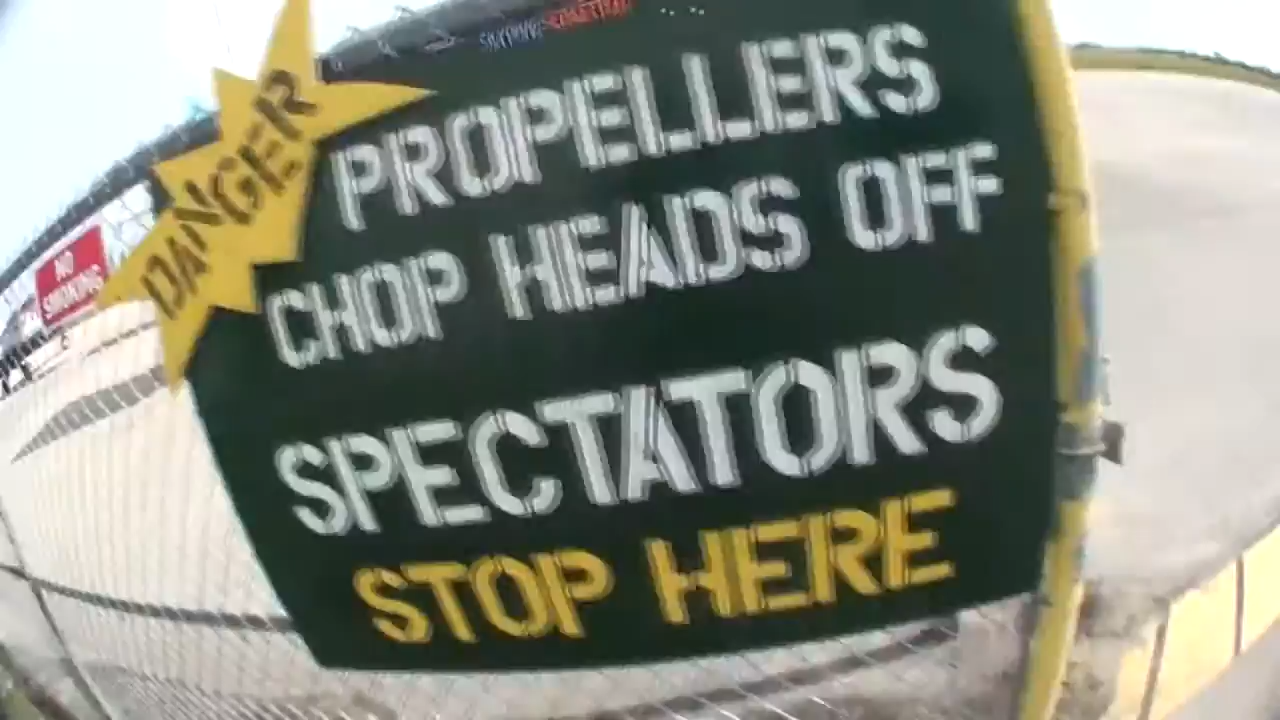 DANGER
PROPELLERS
CHOP HEADS OFF
SPECTATORS
STOP HERE
NO
SMOKING